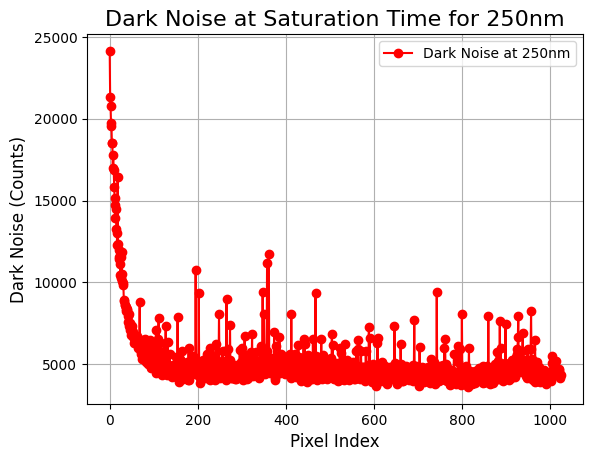 Dark Noise at Saturation Time for 250nm
Dark Noise at 250nm
Dark Noise (Counts)
25000
20000
15000
10000
5000
0 200 400 600 800 1000
Pixel Index